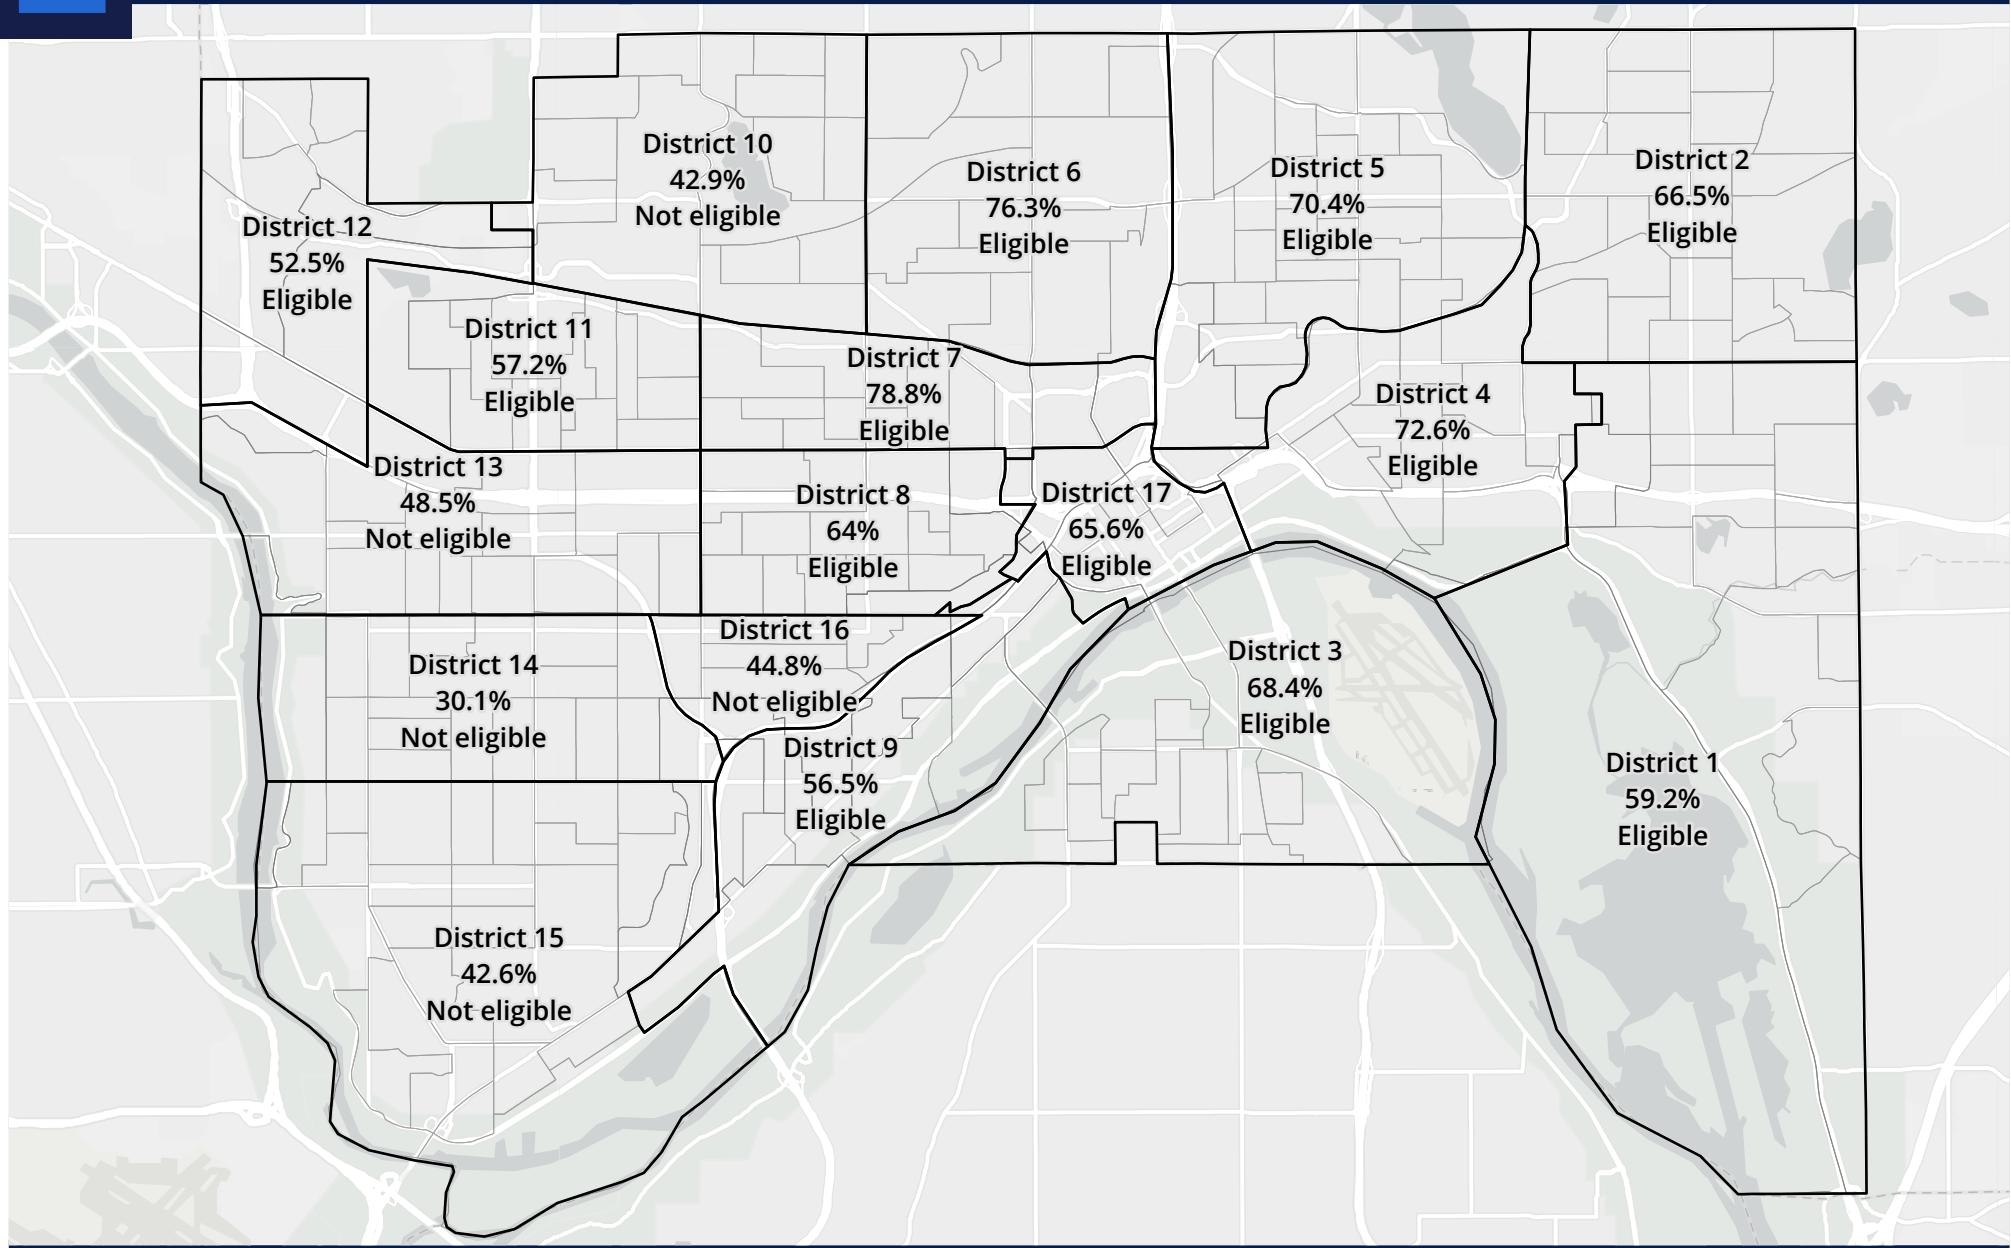 District 10
42.9%
Not eligible
District 6
76.3%
Eligible
District 5
70.4%
Eligible
District 2
66.5%
Eligible
District 12
52.5%
Eligible
District 11
57.2%
Eligible
District 7
78.8%
Eligible
District 4
72.6%
Eligible
District 13
48.5%
Not eligible
District 8
64%
Eligible
District 17
65.6%
Eligible
District 16
44.8%
Not eligible
District 14
30.1%
Not eligible
District 3
68.4%
Eligible
District 9
56.5%
Eligible
District 1
59.2%
Eligible
District 15
42.6%
Not eligible